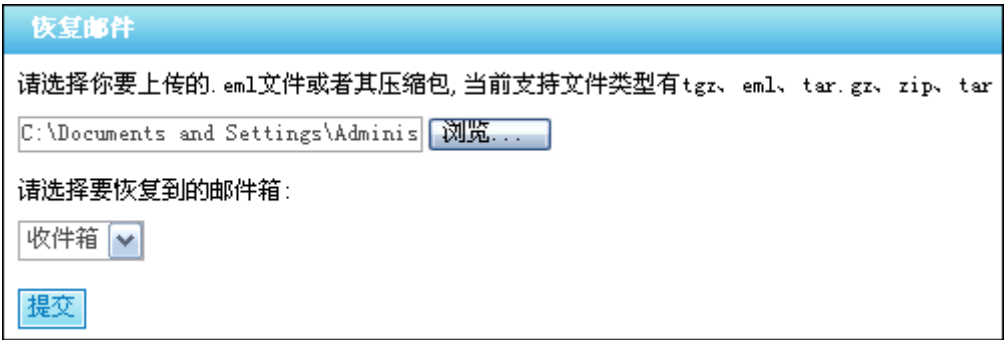 恢复邮件
请选择你要上传的.eml文件或者其压缩包,当前支持文件类型有tgz、eml、tar.gz、zip、tar
C:\Documents and Settings\Adminis 浏览...
请选择要恢复到的邮件箱:
收件箱
提交